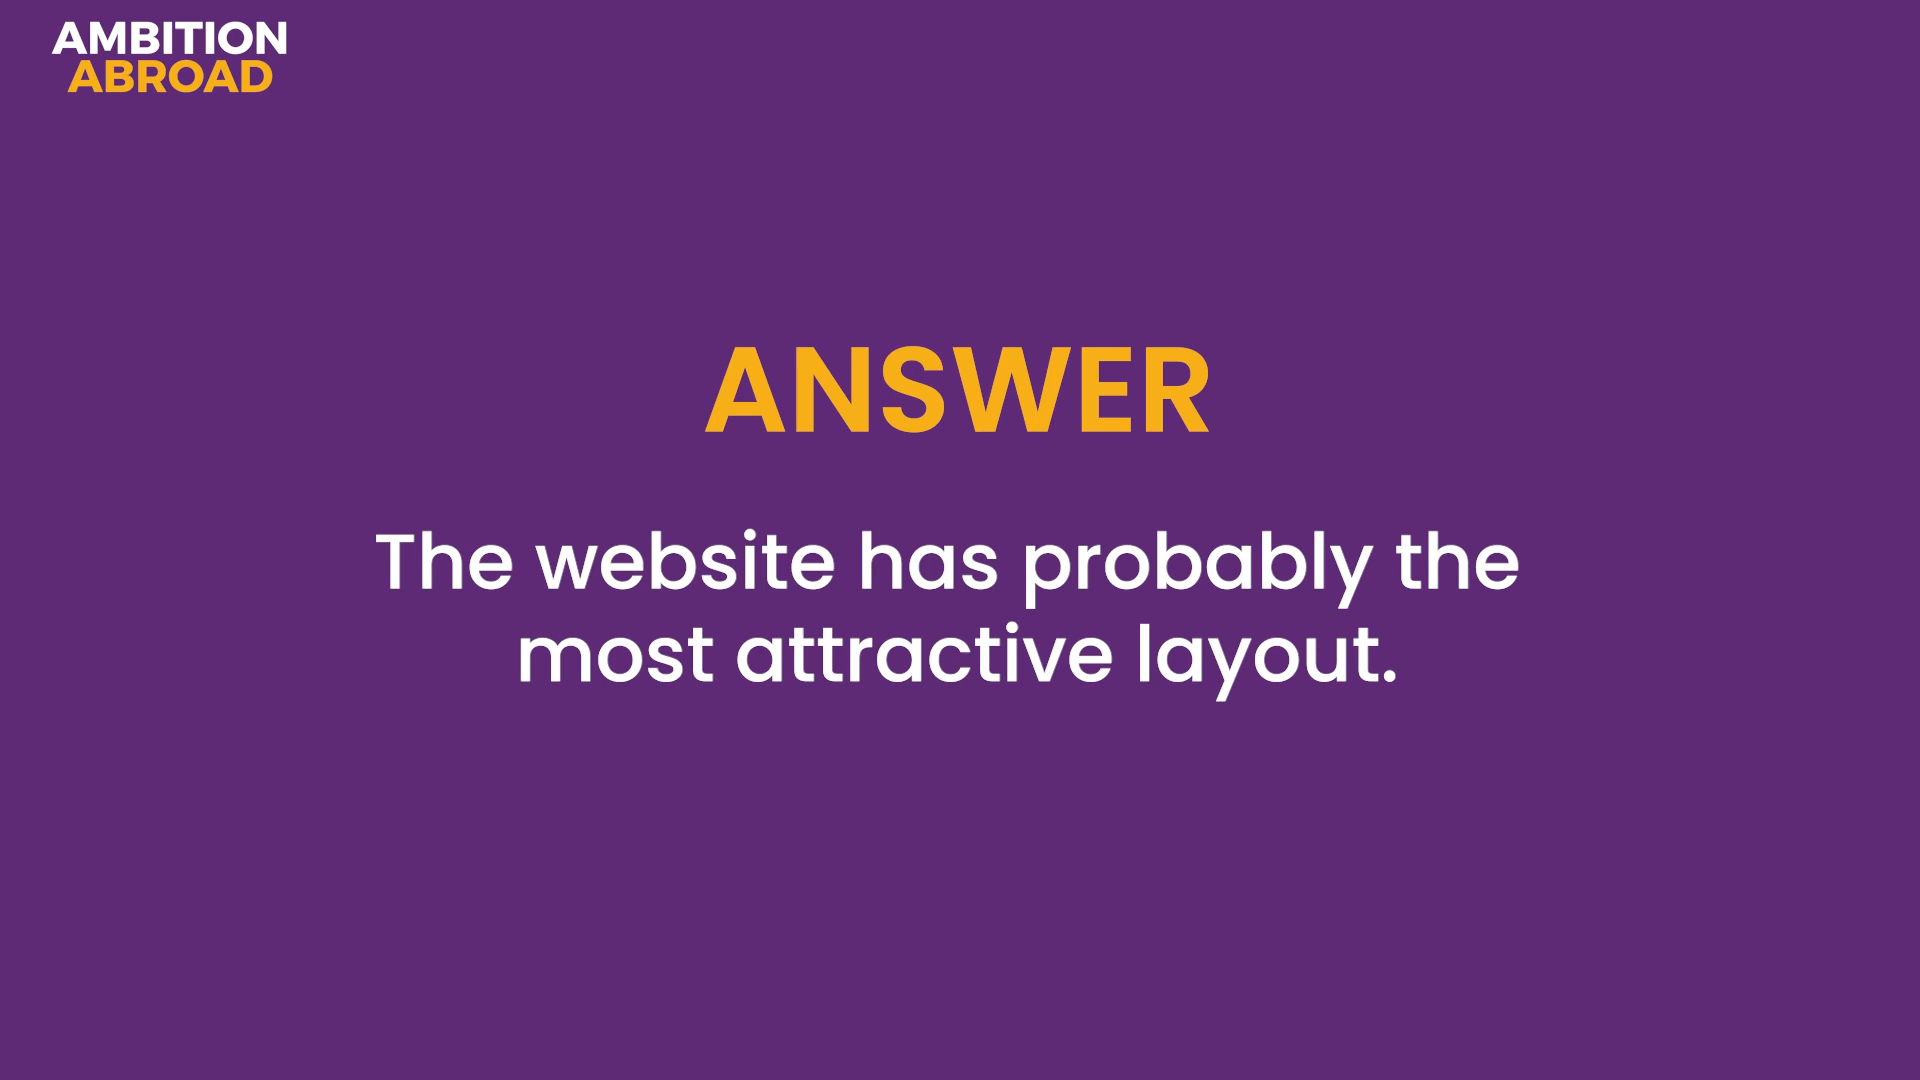 AMBITION
ABROAD
ANSWER
The website has probably the
most attractive layout.